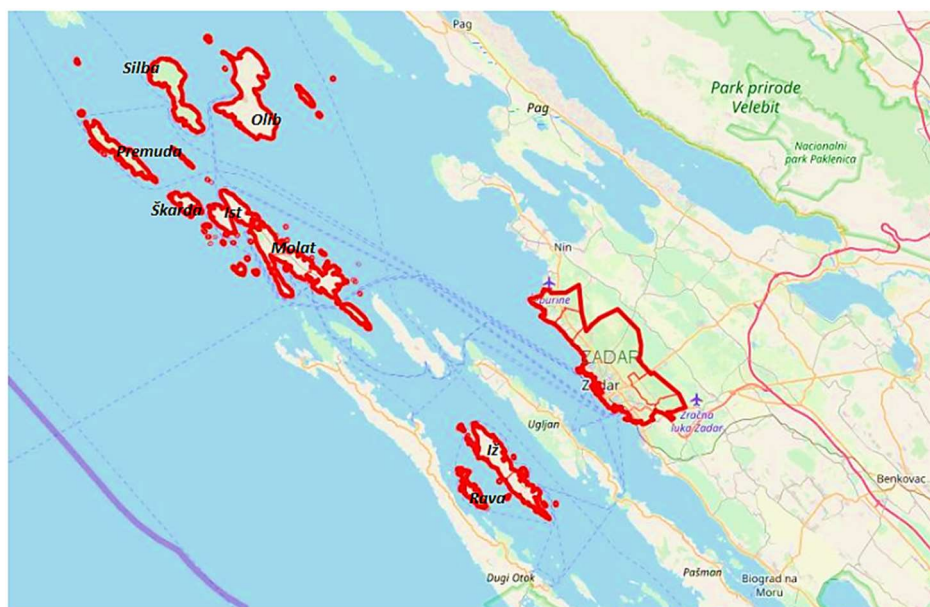 Pag
Silba
Olib
Pag
Park prirode
Velebit
Nacionalni
park Paklenica
Premuda
Škarda
Ist
Molat
Nin
ZADAR
Zadar
Zračna
luka Zadar
Ugljan
Iž
Rava
Benkovac
Dugi Otok
Pašman
Biograd na
Moru